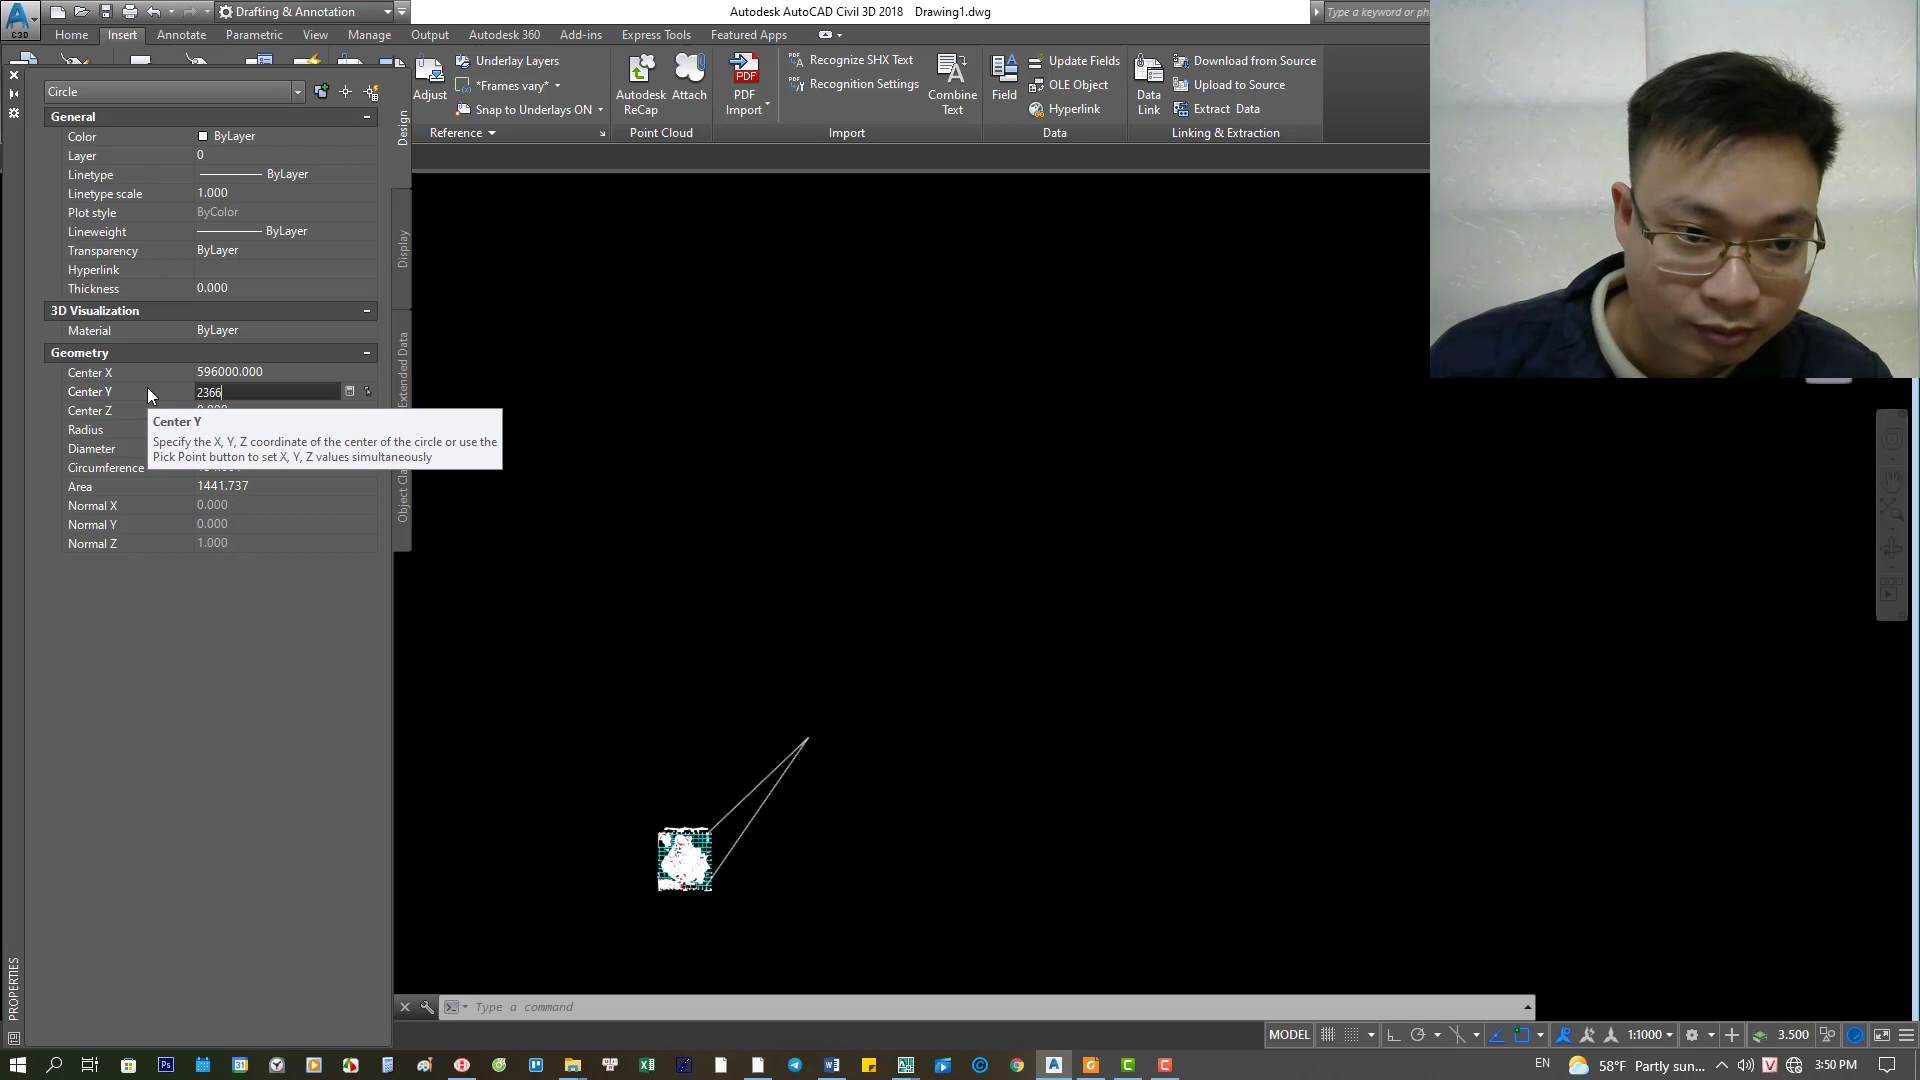 C3D
Drafting & Annotation
Autodesk AutoCAD Civil 3D 2018 Drawing1.dwg
Type a keyword or ph
Home Insert Annotate Parametric View Manage Output Autodesk 360 Add-ins Express Tools Featured Apps
Adjust
Underlay Layers
*Frames vary*
Snap to Underlays ON
Reference
Autodesk
ReCap
Attach
Point Cloud
PDF
PDF
Import
Recognize SHX Text
Recognition Settings
Combine
Text
Import
Field
Update Fields
OLE Object
Hyperlink
Data
Data
Link
Download from Source
Upload to Source
Extract Data
Linking & Extraction
Circle
General
Color ByLayer
Layer 0
Linetype ByLayer
Linetype scale 1.000
Plot style ByColor
Lineweight ByLayer
Transparency ByLayer
Hyperlink
Thickness 0.000
3D Visualization
Material ByLayer
Geometry
Center X 596000.000
Center Y 2366
Center Z
Radius
Diameter
Circumference
Area 1441.737
Normal X 0.000
Normal Y 0.000
Normal Z 1.000
Center Y
Specify the X, Y, Z coordinate of the center of the circle or use the
Pick Point button to set X, Y, Z values simultaneously
Design
Display
Extended Data
Object Cla
PROPERTIES
Type a command
MODEL 1:1000 3.500
EN 58°F Partly sun... 3:50 PM